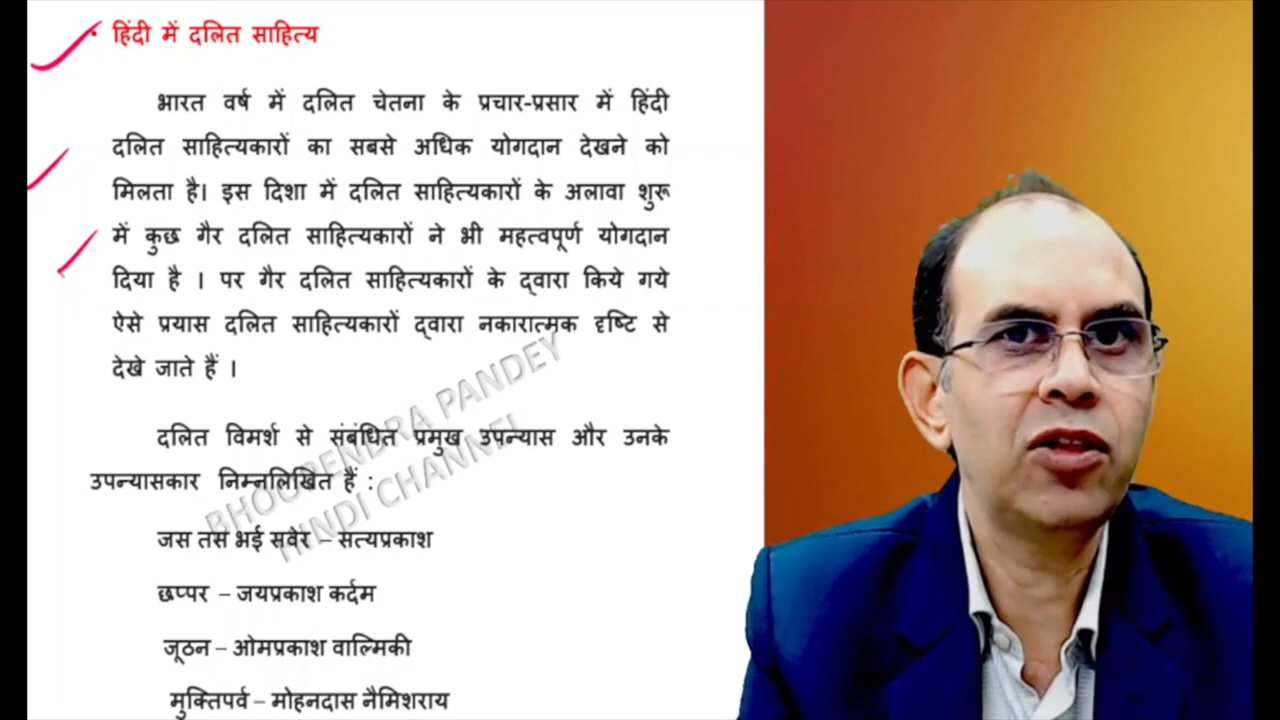 हिंदी में दलित साहित्य
भारत वर्ष में दलित चेतना के प्रचार-प्रसार में हिंदी
दलित साहित्यकारों का सबसे अधिक योगदान देखने को
मिलता है। इस दिशा में दलित साहित्यकारों के अलावा शुरू
में कुछ गैर दलित साहित्यकारों ने भी महत्वपूर्ण योगदान
दिया है । पर गैर दलित साहित्यकारों के द्वारा किये गये
ऐसे प्रयास दलित साहित्यकारों द्वारा नकारात्मक दृष्टि से
देखे जाते हैं ।
दलित विमर्श से संबंधित प्रमुख उपन्यास और उनके
उपन्यासकार निम्नलिखित हैं :
जस तस भई सवेर – सत्यप्रकाश
छप्पर – जयप्रकाश कर्दम
जूठन – ओमप्रकाश वाल्मिकी
मुक्तिपर्व – मोहनदास नैमिशराय
BHOOPENDRA PANDEY
HINDI CHANNEL